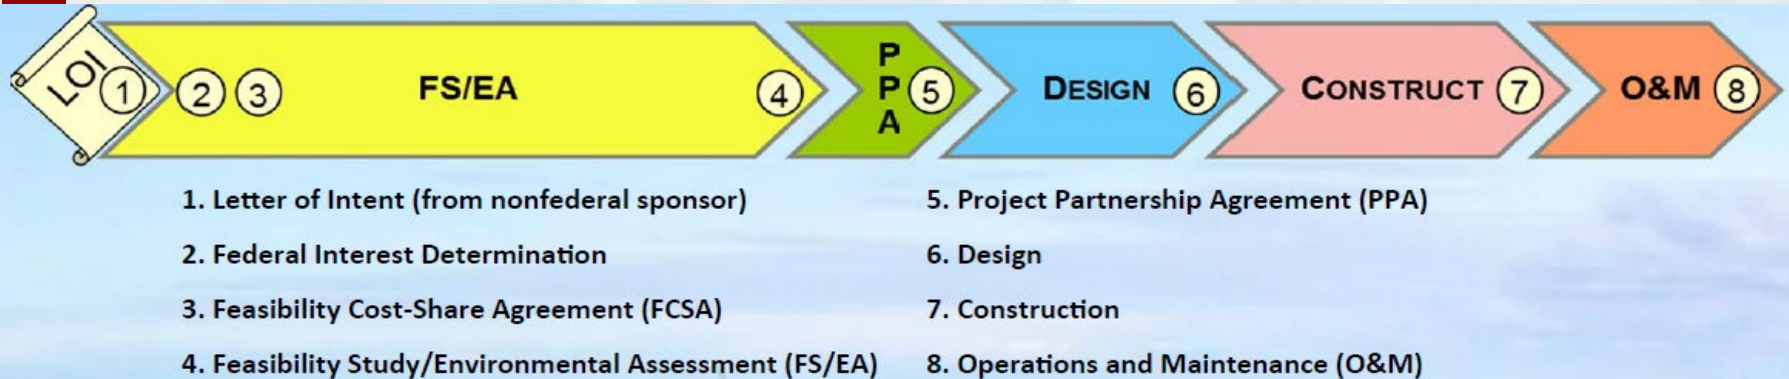 LOI 1
2 3
FS/EA
4
P
P
A
5
DESIGN 6
CONSTRUCT 7
O&M 8
1. Letter of Intent (from nonfederal sponsor)
2. Federal Interest Determination
3. Feasibility Cost-Share Agreement (FCSA)
4. Feasibility Study/Environmental Assessment (FS/EA)
5. Project Partnership Agreement (PPA)
6. Design
7. Construction
8. Operations and Maintenance (O&M)